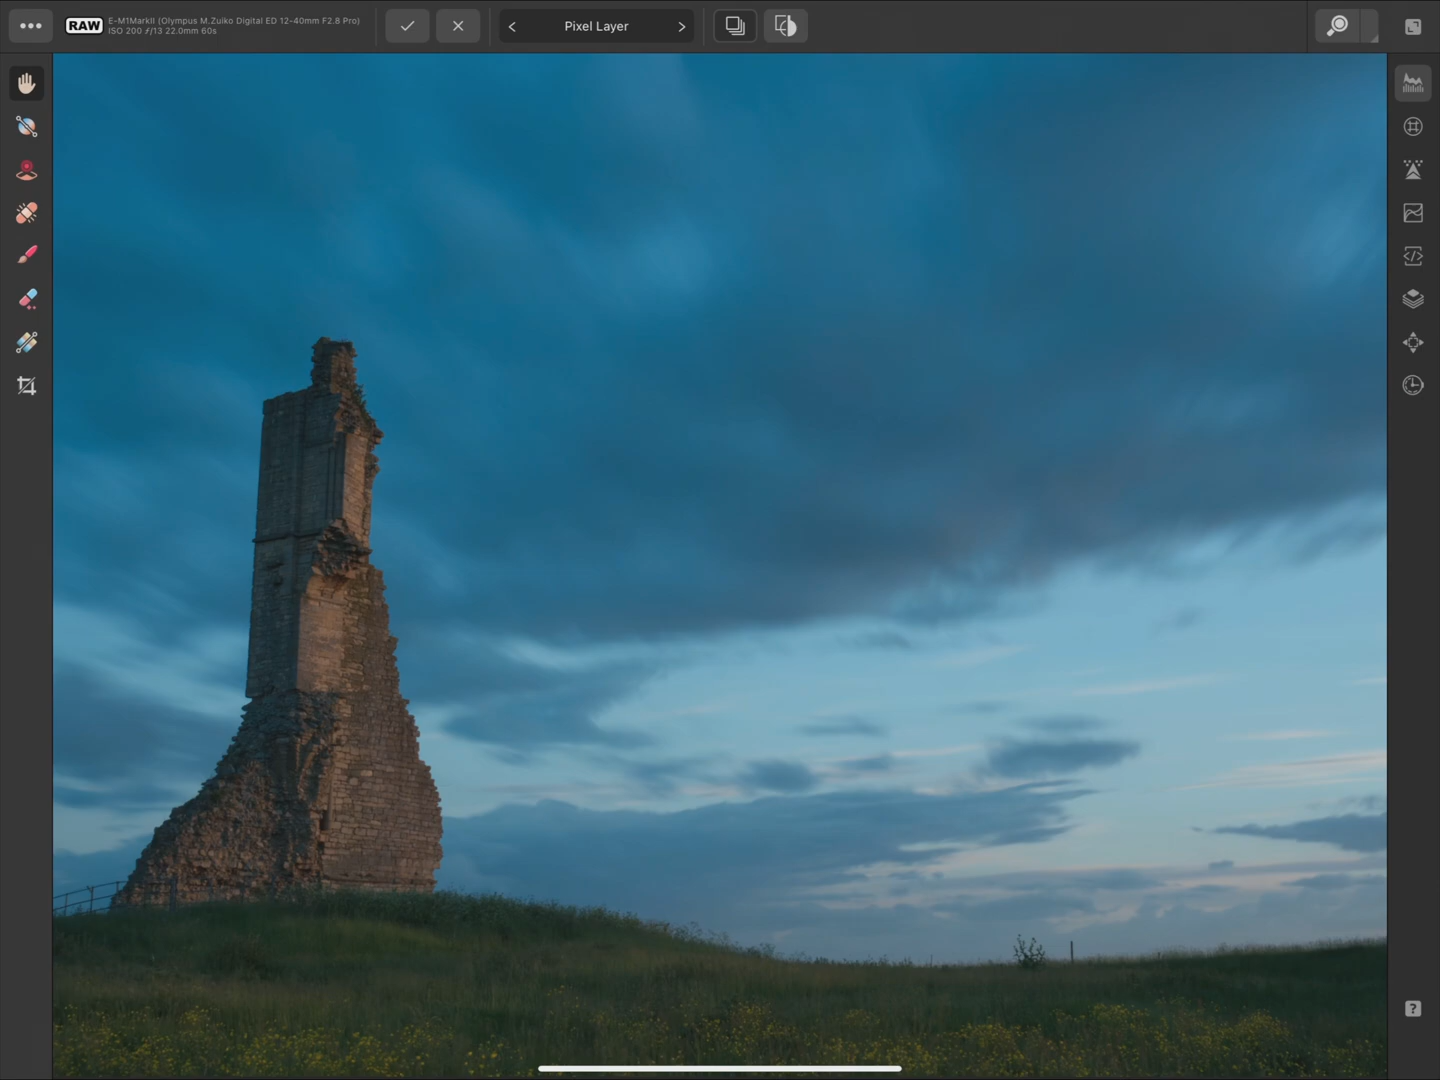 RAW
E-M1MarkII (Olympus M.Zuiko Digital ED 12-40mm F2.8 Pro)
ISO 200 ƒ/13 22.0mm 60s
Pixel Layer
?